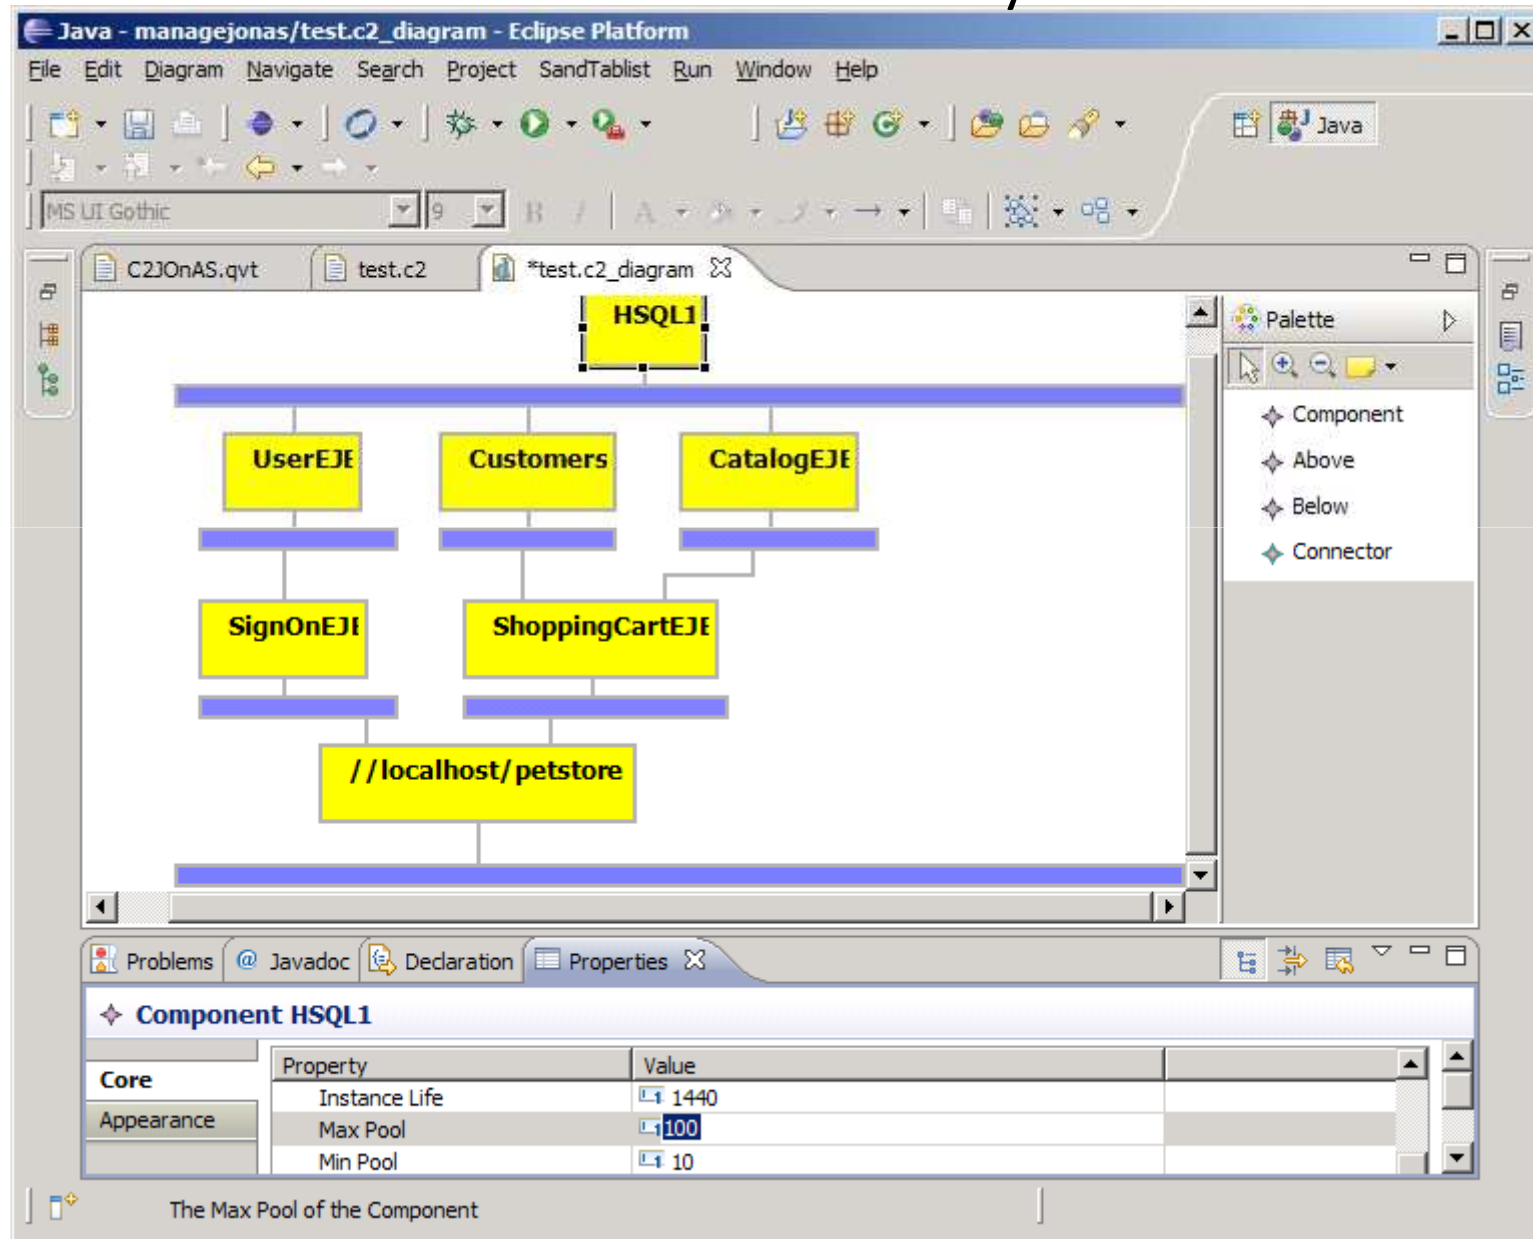 Java - managejonas/test.c2_diagram - Eclipse Platform
File Edit Diagram Navigate Search Project SandTablist Run Window Help
Java
MS UI Gothic 9 B I A
C2JOnAS.qvt test.c2 *test.c2_diagram
HSQL1
Palette
Component
UserEJE Customers CatalogEJE
Above
Below
Connector
SignOnEJE ShoppingCartEJE
//localhost/petstore
Problems @ Javadoc Declaration Properties
Component HSQL1
Property Value
Core
Instance Life 1440
Appearance
Max Pool 100
Min Pool 10
The Max Pool of the Component